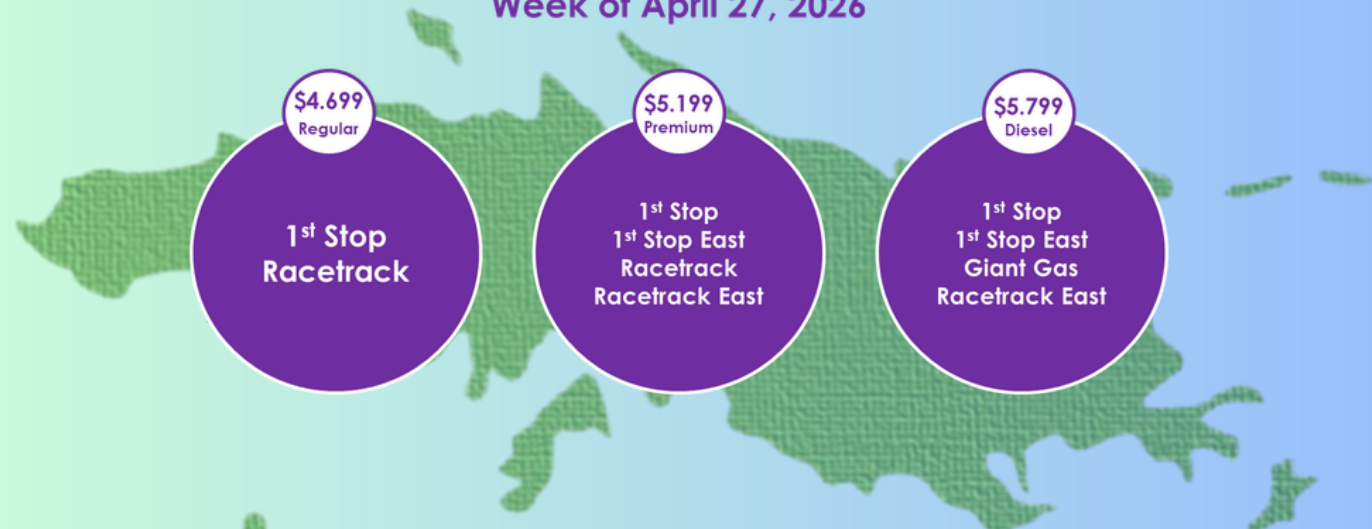 Week of April 27, 2026
$4.699
Regular
1st Stop
Racetrack
$5.199
Premium
1st Stop
1st Stop East
Racetrack
Racetrack East
$5.799
Diesel
1st Stop
1st Stop East
Giant Gas
Racetrack East